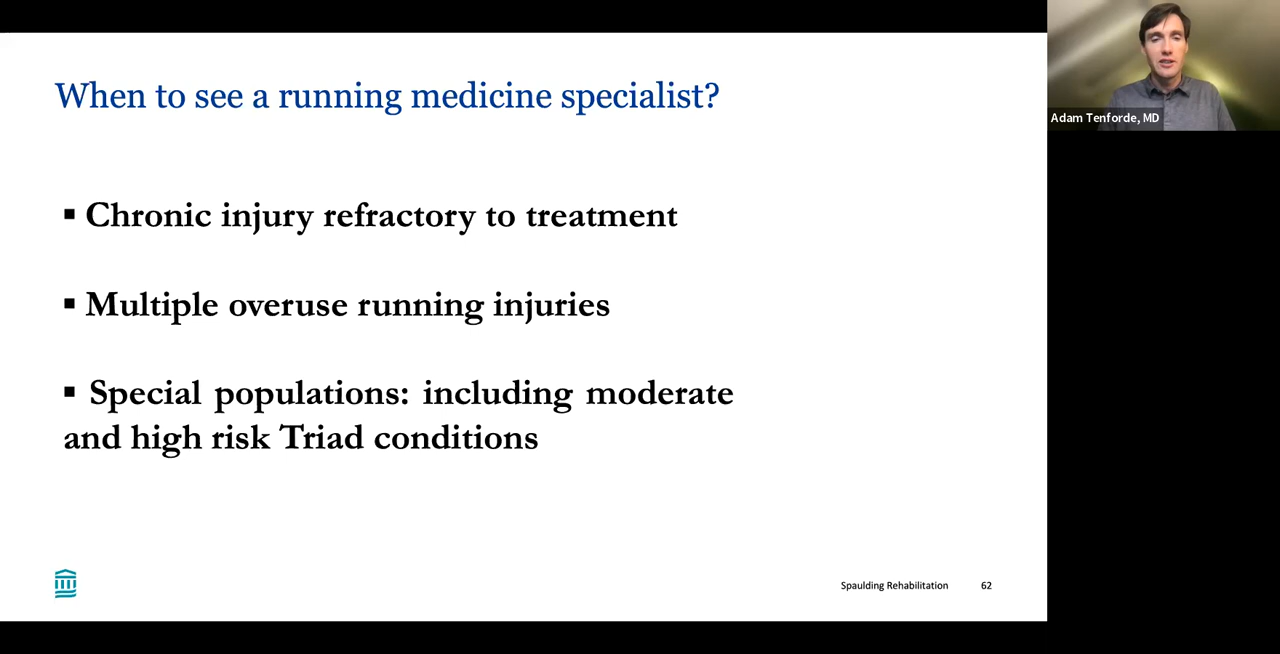 When to see a running medicine specialist?
▪ Chronic injury refractory to treatment
▪ Multiple overuse running injuries
▪ Special populations: including moderate
and high risk Triad conditions
Spaulding Rehabilitation 62
Adam Tenforde, MD